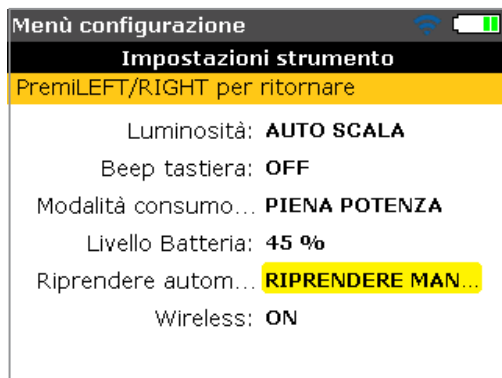 Menù configurazione
Impostazioni strumento
PremiLEFT/RIGHT per ritornare
Luminosità: AUTO SCALA
Beep tastiera: OFF
Modalità consumo... PIENA POTENZA
Livello Batteria: 45 %
Riprendere autom... RIPRENDERE MAN...
Wireless: ON